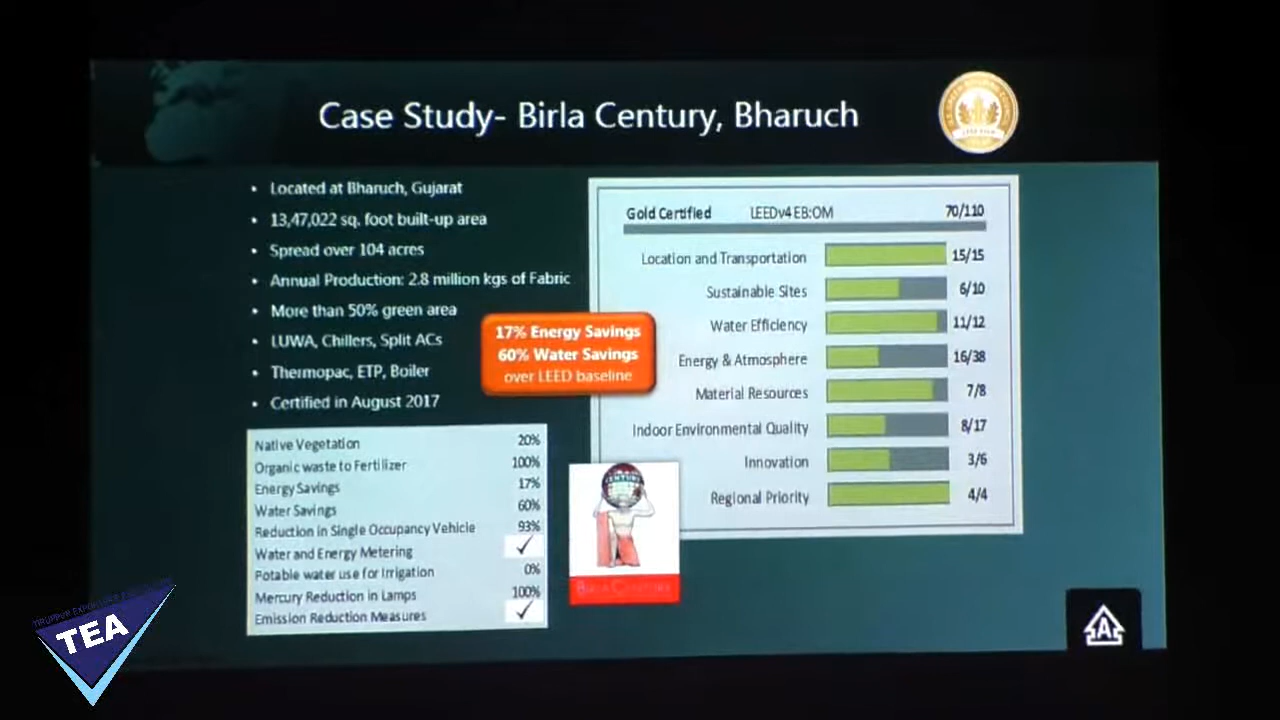 Case Study- Birla Century, Bharuch
• Located at Bharuch, Gujarat
• 13,47,022 sq. foot built-up area
• Spread over 104 acres
• Annual Production: 2.8 million kgs of Fabric
• More than 50% green area
• LUWA, Chillers, Split ACs
• Thermopac, ETP, Boiler
• Certified in August 2017
17% Energy Savings
60% Water Savings
over LEED baseline
Gold Certified LEEDv4 EB:OM 70/110
Location and Transportation 15/15
Sustainable Sites 6/10
Water Efficiency 11/12
Energy & Atmosphere 16/38
Material Resources 7/8
Indoor Environmental Quality 8/17
Innovation 3/6
Regional Priority 4/4
Native Vegetation 20%
Organic waste to Fertilizer 100%
Energy Savings 17%
Water Savings 60%
Reduction in Single Occupancy Vehicle 93%
Water and Energy Metering ✓
Potable water use for Irrigation 0%
Mercury Reduction in Lamps 100%
Emission Reduction Measures ✓
CENTURY
BIRLA CENTURY
TEA
A